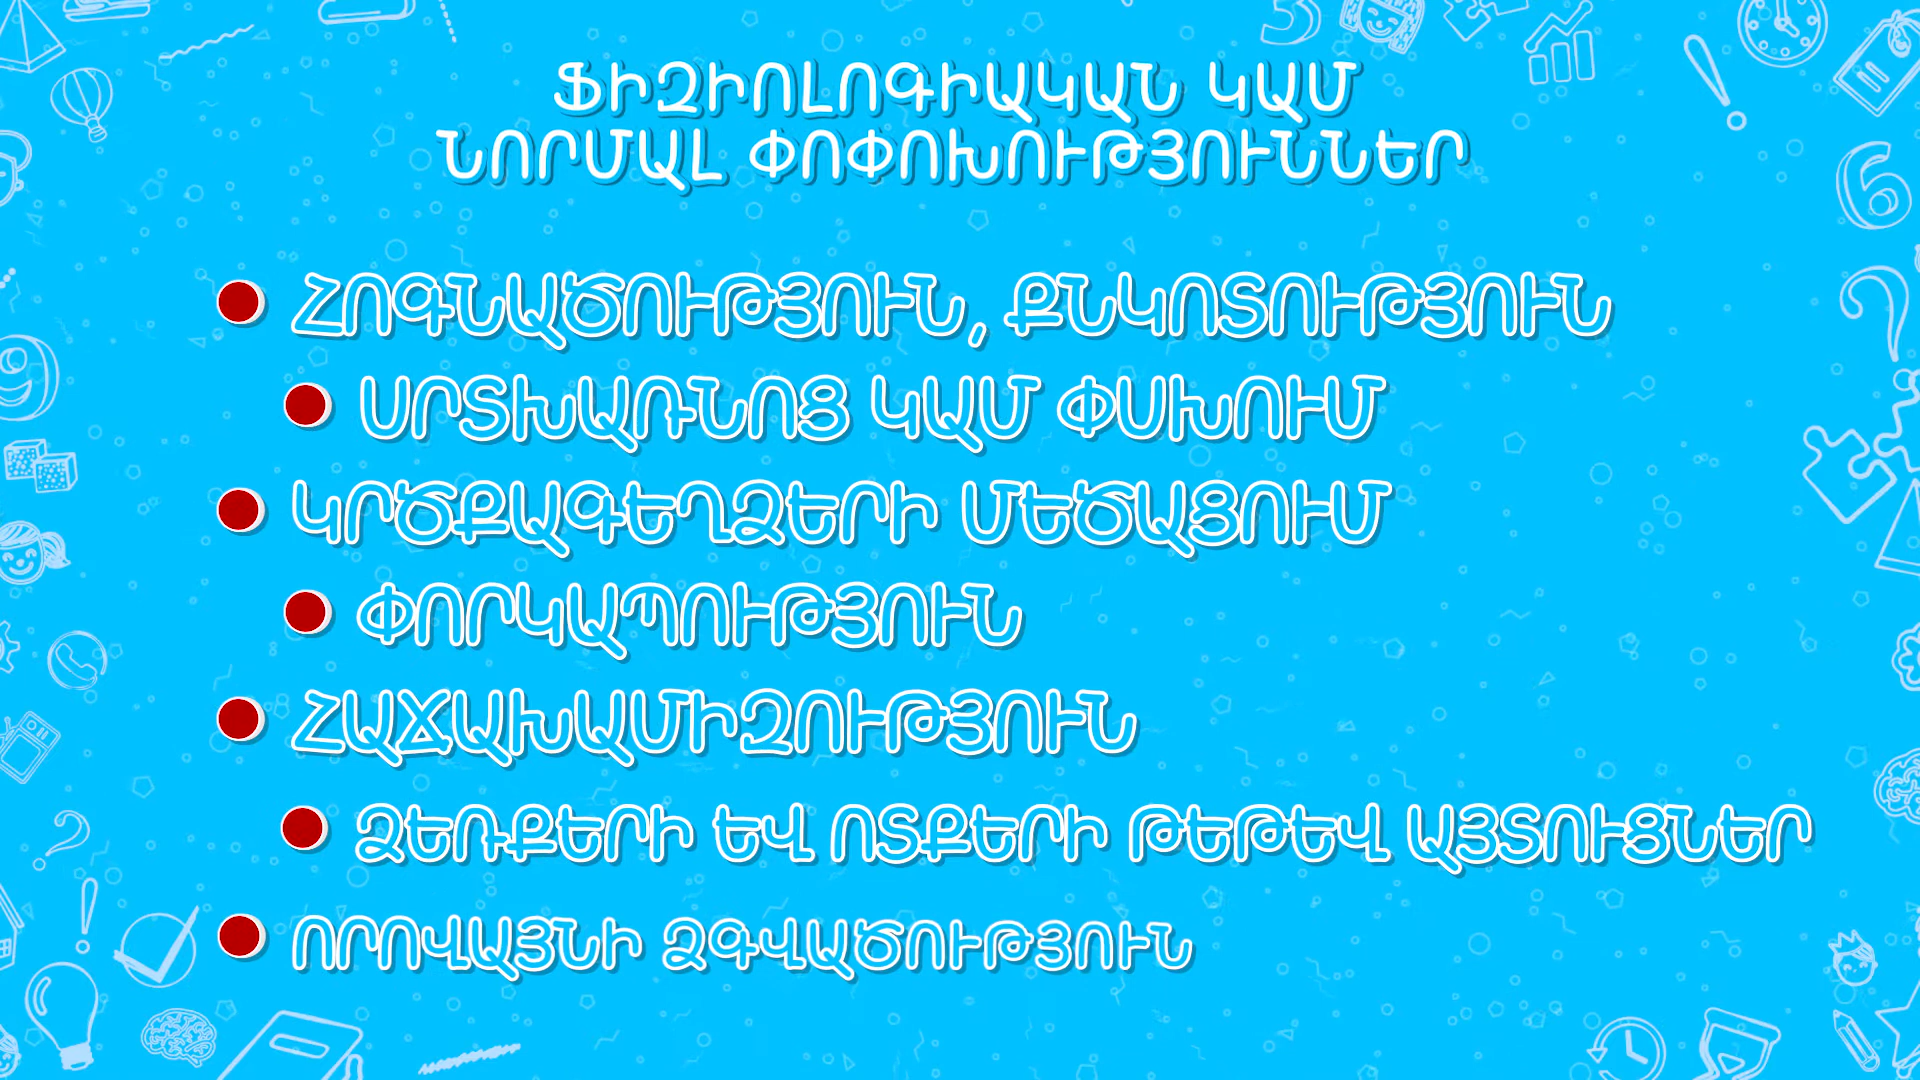 ՖԻԶԻՈԼՈԳԻԱԿԱՆ ԿԱՄ
ՆՈՐՄԱԼ ՓՈՓՈԽՈՒԹՅՈՒՆՆԵՐ
ՀՈԳՆԱԾՈՒԹՅՈՒՆ, ՔՆԿՈՏՈՒԹՅՈՒՆ
ՍՐՏԽԱՌՆՈՑ ԿԱՄ ՓՍԽՈՒՄ
ԿՐԾՔԱԳԵՂՁԵՐԻ ՄԵԾԱՑՈՒՄ
ՓՈՐԿԱՊՈՒԹՅՈՒՆ
ՀԱՃԱԽԱՄԻԶՈՒԹՅՈՒՆ
ՁԵՌՔԵՐԻ ԵՎ ՈՏՔԵՐԻ ԹԵԹԵՎ ԱՅՏՈՒՑՆԵՐ
ՈՐՈՎԱՅՆԻ ՁԳՎԱԾՈՒԹՅՈՒՆ